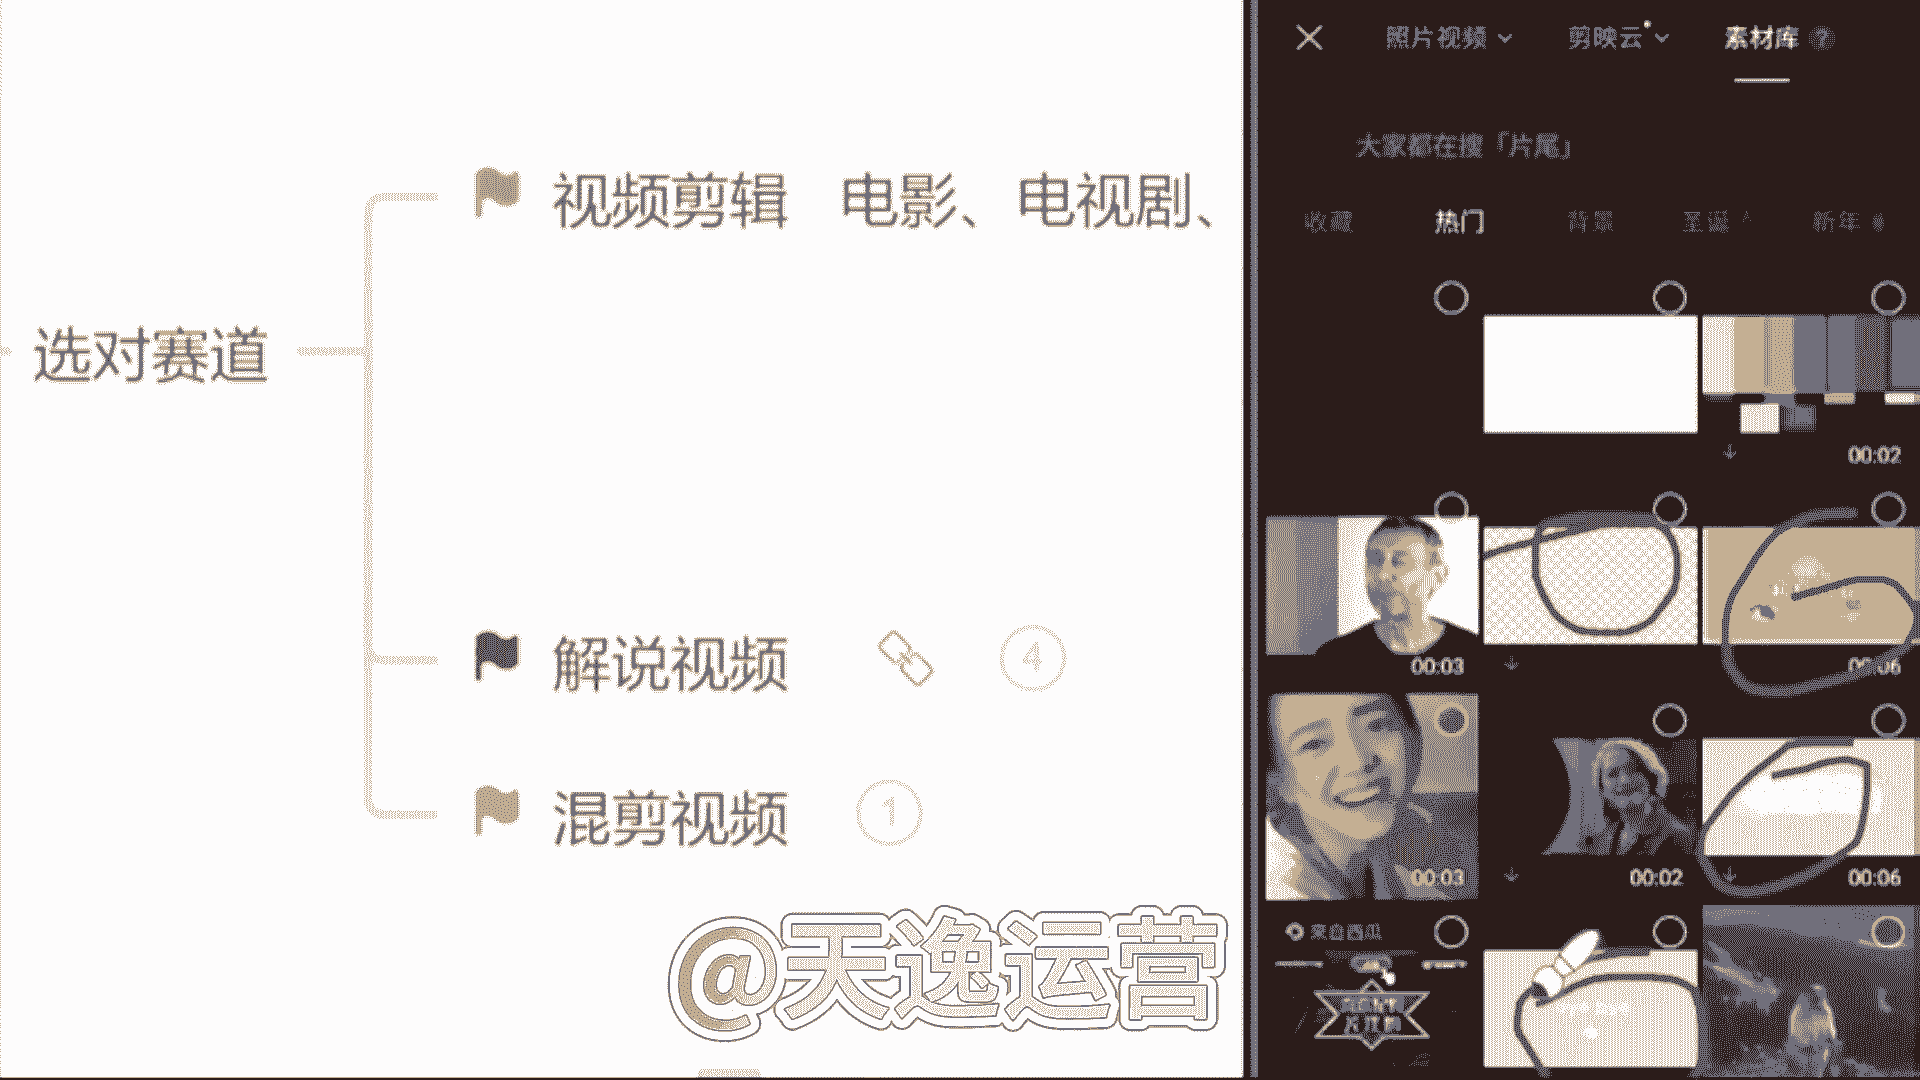 选对赛道
视频剪辑 电影、电视剧、
解说视频 4
混剪视频 1
@天逸运营
照片视频 剪映云 素材库 ?
大家都在搜「片尾」
收藏 热门 背景 圣诞 新年
00:02
00:03 00:06
00:03 00:02 00:06
来自西瓜